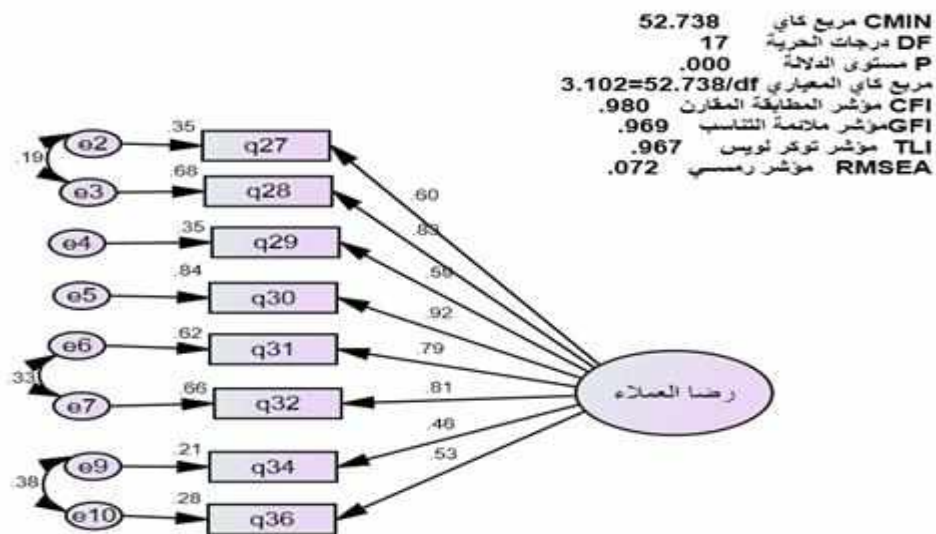 CMIN مربع كاي 52.738
DF درجات الحرية 17
P مستوى الدلالة .000
مربع كاي المعياري 3.102=52.738/df
CFI مؤشر المطابقة المقارن .980
GFI مؤشر ملائمة التناسب .969
TLI مؤشر توكر لويس .967
RMSEA مؤشر رمسي .072
e2 .35 q27
.19
e3 .68 q28
.60
e4 .35 q29
.83
e5 .84 q30
.92
e6 .62 q31
.79
.33
e7 .66 q32
.81
رضا العملاء
.46
e9 .21 q34
.53
.38
e10 .28 q36